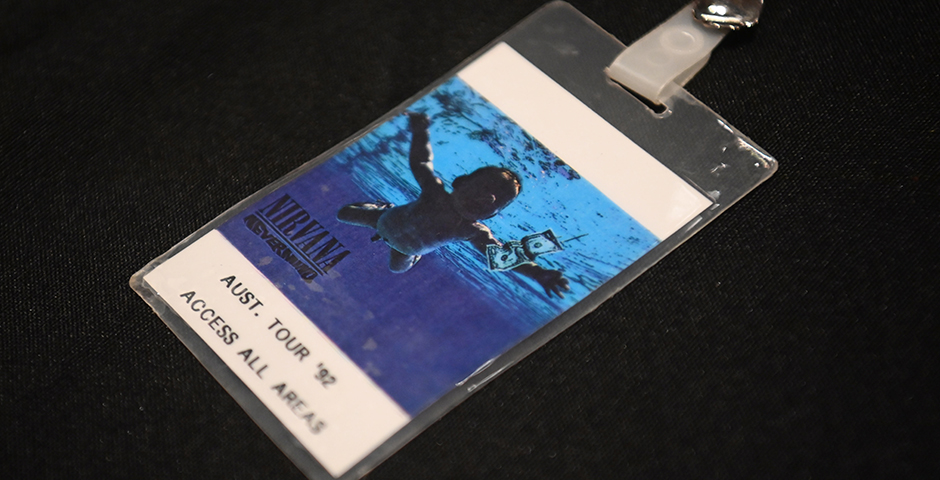 NIRVANA
NEVERMIND
AUST. TOUR '92
ACCESS ALL AREAS